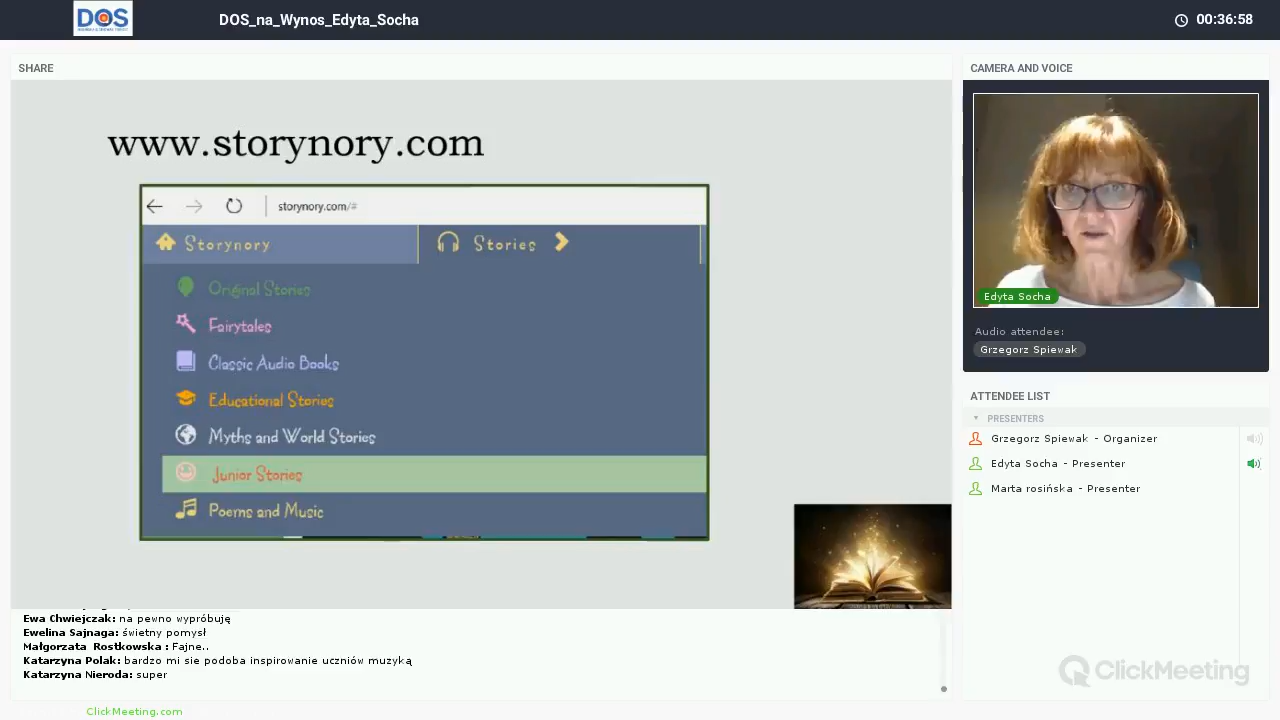 DOS
DOS_na_Wynos_Edyta_Socha
00:36:58
SHARE
www.storynory.com
storynory.com/#
Storynory
Stories
Original Stories
Fairytales
Classic Audio Books
Educational Stories
Myths and World Stories
Junior Stories
Poems and Music
Ewa Chwiejczak: na pewno wypróbuję
Ewelina Sajnaga: świetny pomysł
Małgorzata Rostkowska : Fajne..
Katarzyna Polak: bardzo mi sie podoba inspirowanie uczniów muzyką
Katarzyna Nieroda: super
ClickMeeting.com
CAMERA AND VOICE
Edyta Socha
Audio attendee:
Grzegorz Spiewak
ATTENDEE LIST
PRESENTERS
Grzegorz Spiewak - Organizer
Edyta Socha - Presenter
Marta rosińska - Presenter
ClickMeeting